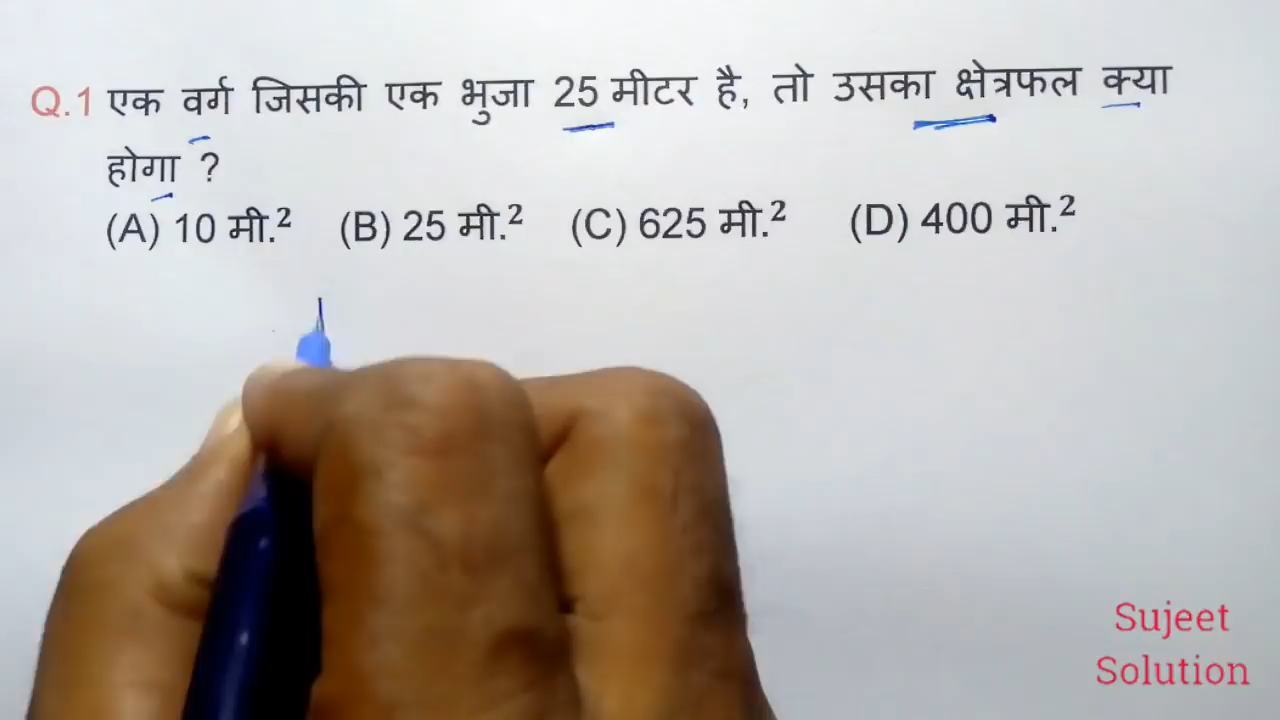 Q.1 एक वर्ग जिसकी एक भुजा 25 मीटर है, तो उसका क्षेत्रफल क्या
होगा ?
(A) 10 मी.² (B) 25 मी.² (C) 625 मी.² (D) 400 मी.²
Sujeet
Solution